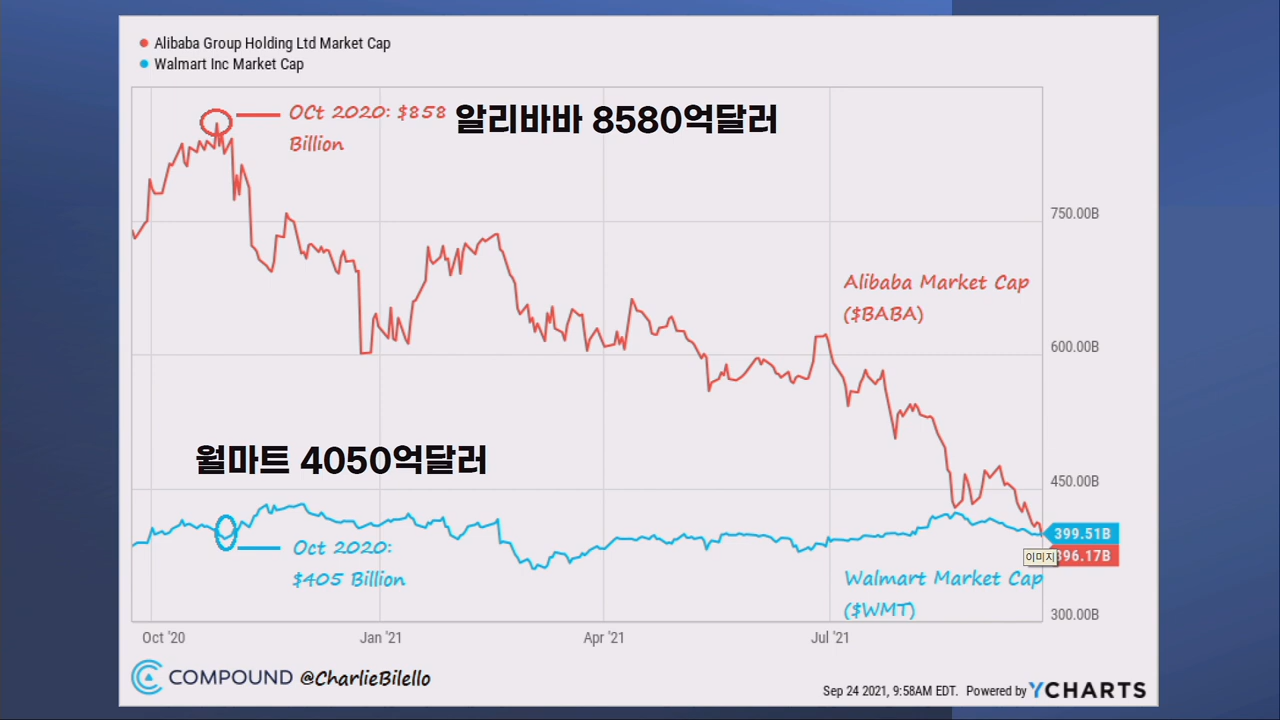 Alibaba Group Holding Ltd Market Cap
Walmart Inc Market Cap
Oct 2020: $858
Billion
알리바바 8580억달러
750.00B
Alibaba Market Cap
($BABA)
600.00B
월마트 4050억달러
450.00B
Oct 2020:
$405 Billion
399.51B
이미지
396.17B
Walmart Market Cap
($WMT)
300.00B
Oct '20 Jan '21 Apr '21 Jul '21
COMPOUND @CharlieBilello
Sep 24 2021, 9:58AM EDT. Powered by YCHARTS